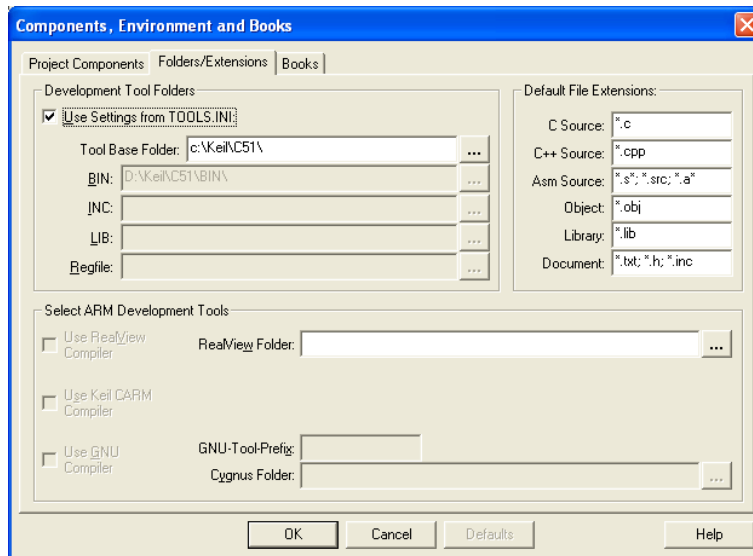 Components, Environment and Books
Project Components Folders/Extensions Books
Development Tool Folders
Use Settings from TOOLS.INI:
Tool Base Folder: c:\Keil\C51\ ...
BIN: D:\Keil\C51\BIN\ ...
INC: ...
LIB: ...
Regfile: ...
Default File Extensions:
C Source: *.c
C++ Source: *.cpp
Asm Source: *.s*; *.src; *.a*
Object: *.obj
Library: *.lib
Document: *.txt; *.h; *.inc
Select ARM Development Tools
Use RealView
Compiler
RealView Folder: ...
Use Keil CARM
Compiler
Use GNU
Compiler
GNU-Tool-Prefix:
Cygnus Folder: ...
OK Cancel Defaults Help